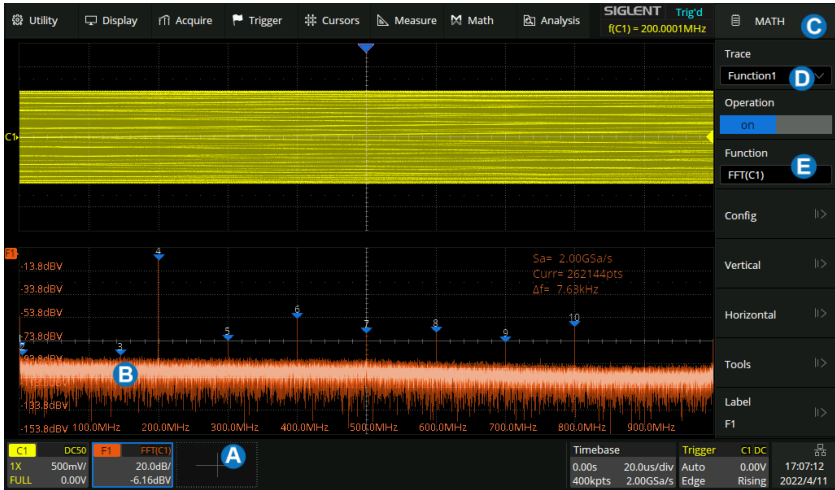 Utility Display Acquire Trigger Cursors Measure Math Analysis SIGLENT Trig'd MATH C
f(C1) = 200.0001MHz
Trace
Function1 D
Operation
on
Function
FFT(C1) E
Config
Vertical
Horizontal
Tools
Label
F1
C1
F1
4
Sa= 2.00GSa/s
Curr= 262144pts
Δf= 7.63kHz
-13.8dBV
-33.8dBV
-53.8dBV
-73.8dBV
-93.8dBV
-133.8dBV
-153.8dBV 100.0MHz 200.0MHz 300.0MHz 400.0MHz 500.0MHz 600.0MHz 700.0MHz 800.0MHz 900.0MHz
3 5 6 7 8 9 10
B
C1 DC50
1X 500mV/
FULL 0.00V
F1 FFT(C1)
20.0dB/
-6.16dBV
A
Timebase
0.00s 20.0us/div
400kpts 2.00GSa/s
Trigger C1 DC
Auto 0.00V
Edge Rising
17:07:12
2022/4/11